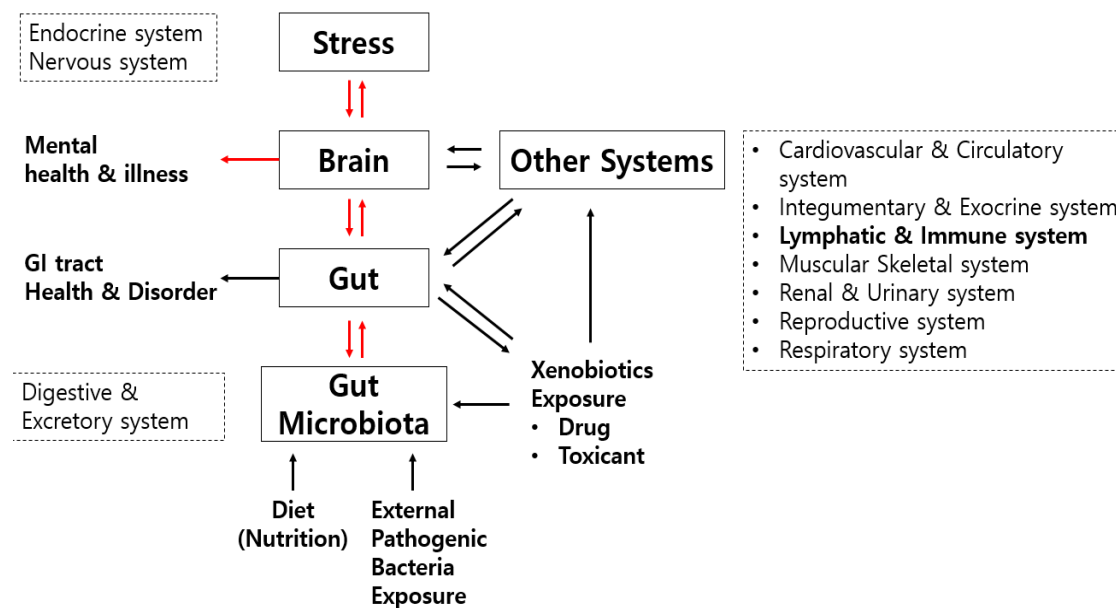 Endocrine system
Nervous system
Stress
Mental
health & illness
Brain
Other Systems
• Cardiovascular & Circulatory
system
• Integumentary & Exocrine system
• Lymphatic & Immune system
• Muscular Skeletal system
• Renal & Urinary system
• Reproductive system
• Respiratory system
GI tract
Health & Disorder
Gut
Xenobiotics
Exposure
• Drug
• Toxicant
Digestive &
Excretory system
Gut
Microbiota
Diet
(Nutrition)
External
Pathogenic
Bacteria
Exposure